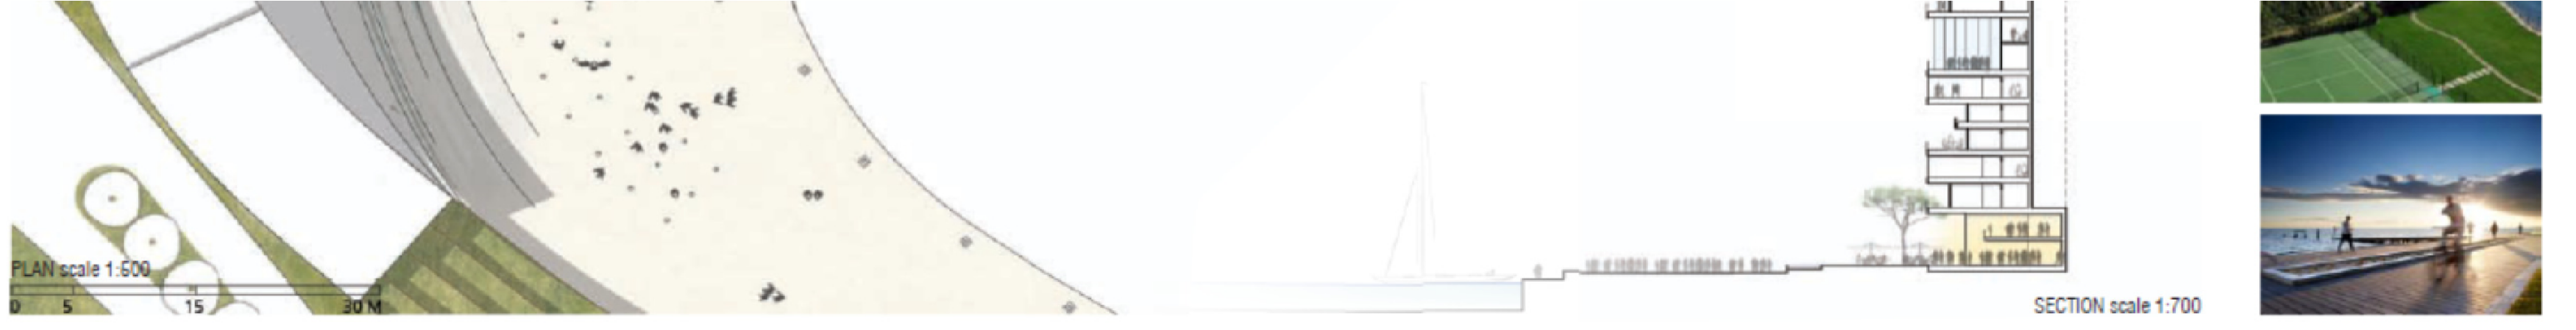 PLAN scale 1:500
0 5 15 30 M
SECTION scale 1:700